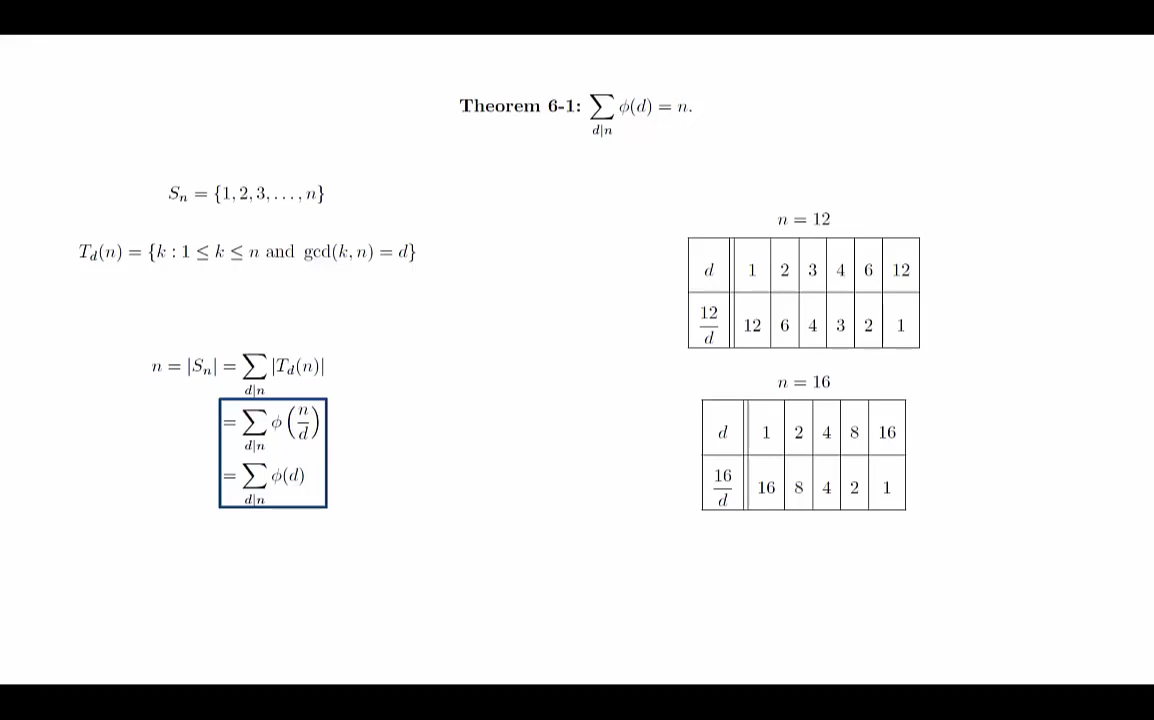 Theorem 6-1: ∑_{d|n} ϕ(d) = n.
S_n = {1, 2, 3, . . . , n}
T_d(n) = {k : 1 ≤ k ≤ n and gcd(k, n) = d}
n = |S_n| = ∑_{d|n} |T_d(n)|
= ∑_{d|n} ϕ(n/d)
= ∑_{d|n} ϕ(d)
n = 12
d 1 2 3 4 6 12
12/d 12 6 4 3 2 1
n = 16
d 1 2 4 8 16
16/d 16 8 4 2 1